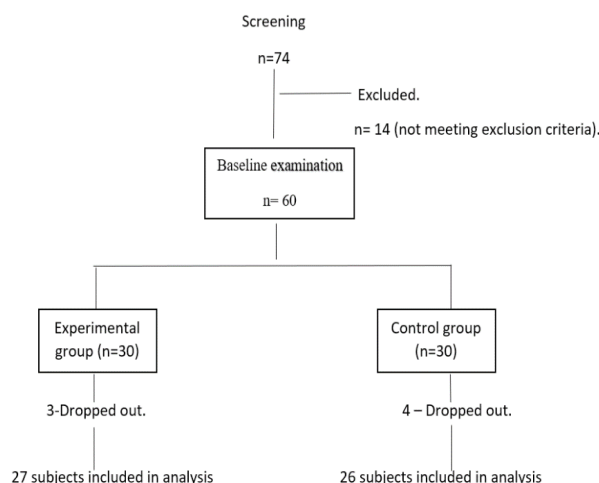 Screening
n=74
Excluded.
n= 14 (not meeting exclusion criteria).
Baseline examination
n= 60
Experimental
group (n=30)
Control group
(n=30)
3-Dropped out.
4 – Dropped out.
27 subjects included in analysis
26 subjects included in analysis